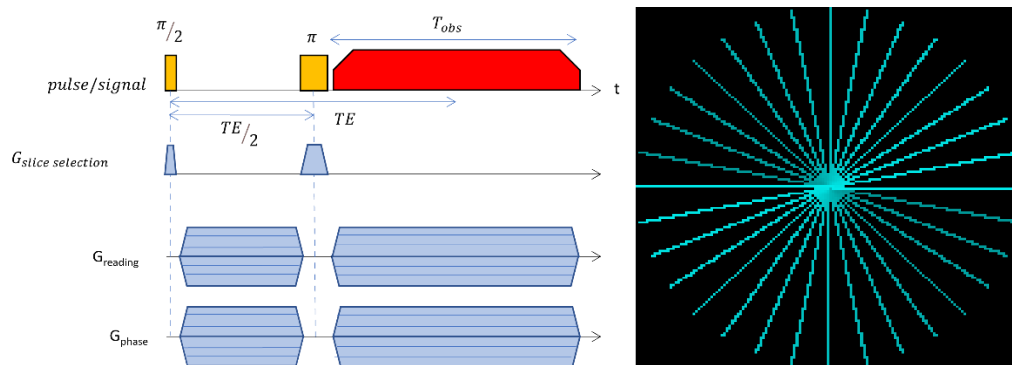 π/2
π
T_obs
pulse/signal
t
TE/2
TE
G_slice selection
G_reading
G_phase